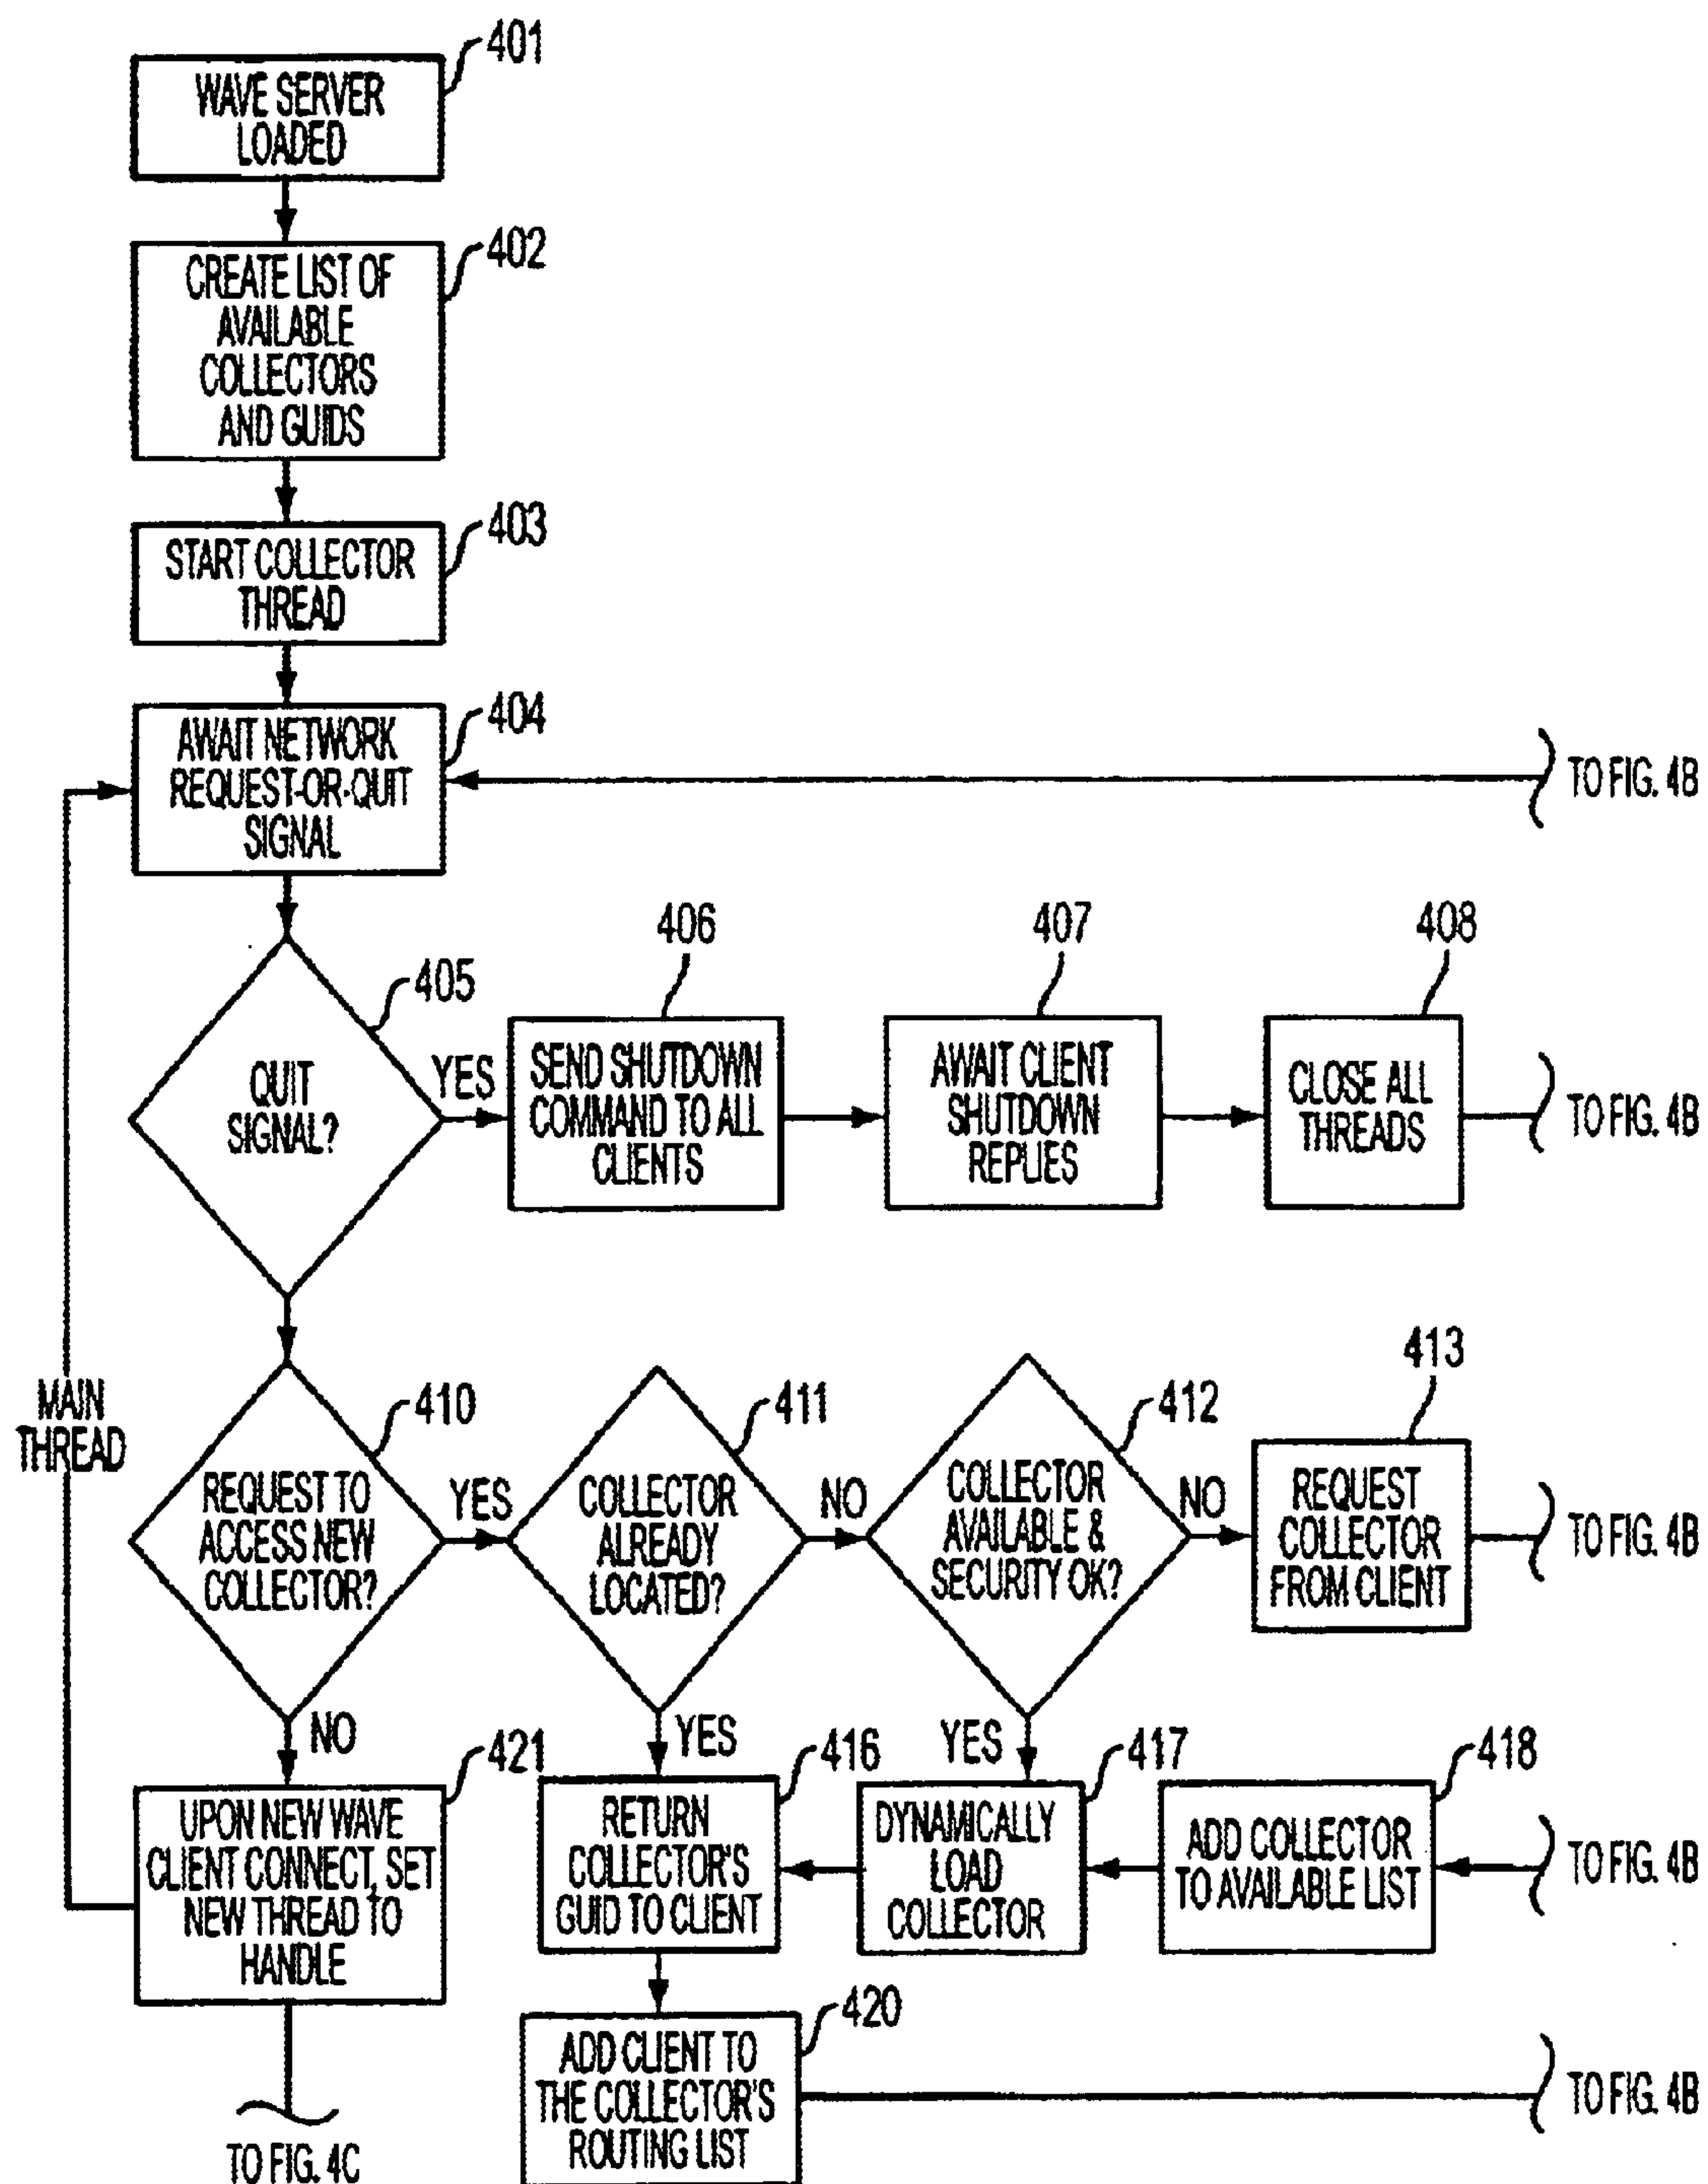 401
WAVE SERVER
LOADED
402
CREATE LIST OF
AVAILABLE
COLLECTORS
AND GUIDS
403
START COLLECTOR
THREAD
404
AWAIT NETWORK
REQUEST-OR-QUIT
SIGNAL
TO FIG. 4B
405
QUIT
SIGNAL?
YES
406
SEND SHUTDOWN
COMMAND TO ALL
CLIENTS
407
AWAIT CLIENT
SHUTDOWN
REPLIES
408
CLOSE ALL
THREADS
TO FIG. 4B
MAIN
THREAD
410
REQUEST TO
ACCESS NEW
COLLECTOR?
YES
411
COLLECTOR
ALREADY
LOCATED?
NO
412
COLLECTOR
AVAILABLE &
SECURITY OK?
NO
413
REQUEST
COLLECTOR
FROM CLIENT
TO FIG. 4B
NO
YES
YES
421
UPON NEW WAVE
CLIENT CONNECT, SET
NEW THREAD TO
HANDLE
416
RETURN
COLLECTOR'S
GUID TO CLIENT
417
DYNAMICALLY
LOAD
COLLECTOR
418
ADD COLLECTOR
TO AVAILABLE LIST
TO FIG. 4B
420
ADD CLIENT TO
THE COLLECTOR'S
ROUTING LIST
TO FIG. 4B
TO FIG. 4C